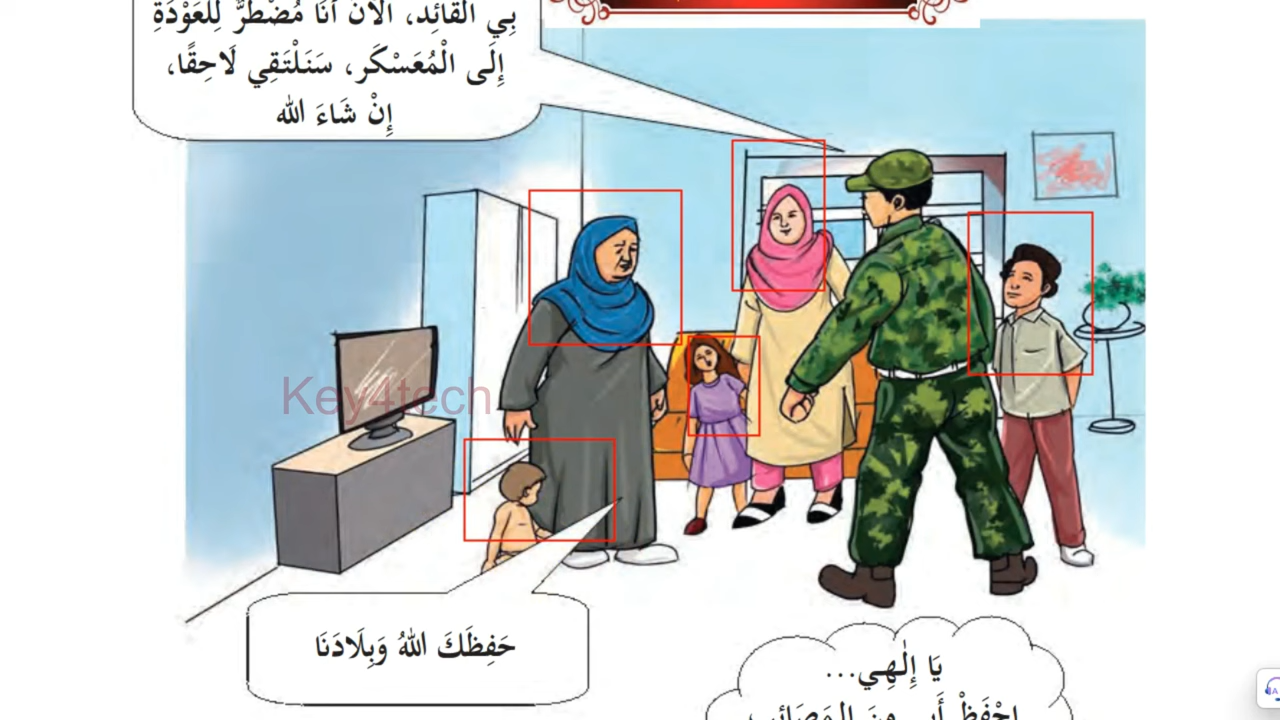 بِي الْقَائِد، الْآنَ أَنَا مُضْطَرٌّ لِلْعَوْدَةِ
إِلَى الْمُعَسْكَر، سَنَلْتَقِي لَاحِقًا،
إِنْ شَاءَ الله
Key4tech
حَفِظَكَ اللهُ وَبِلَادَنَا
يَا إِلٰهِي...